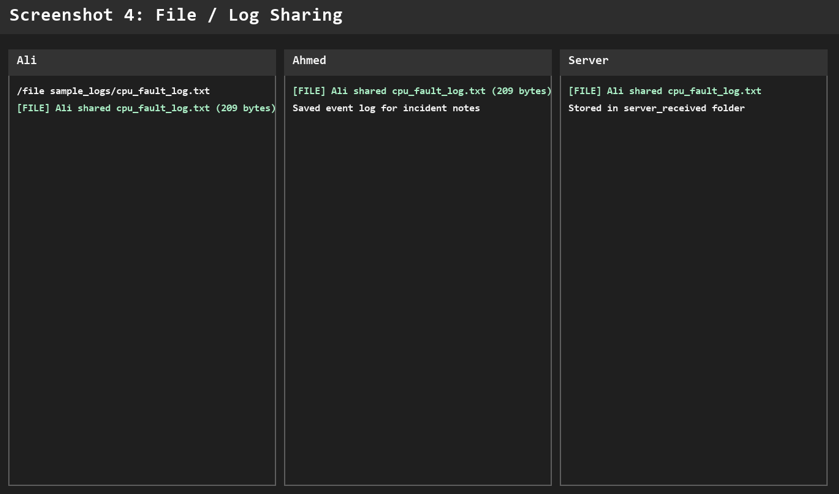 Screenshot 4: File / Log Sharing
Ali
/file sample_logs/cpu_fault_log.txt
[FILE] Ali shared cpu_fault_log.txt (209 bytes)
Ahmed
[FILE] Ali shared cpu_fault_log.txt (209 bytes)
Saved event log for incident notes
Server
[FILE] Ali shared cpu_fault_log.txt
Stored in server_received folder